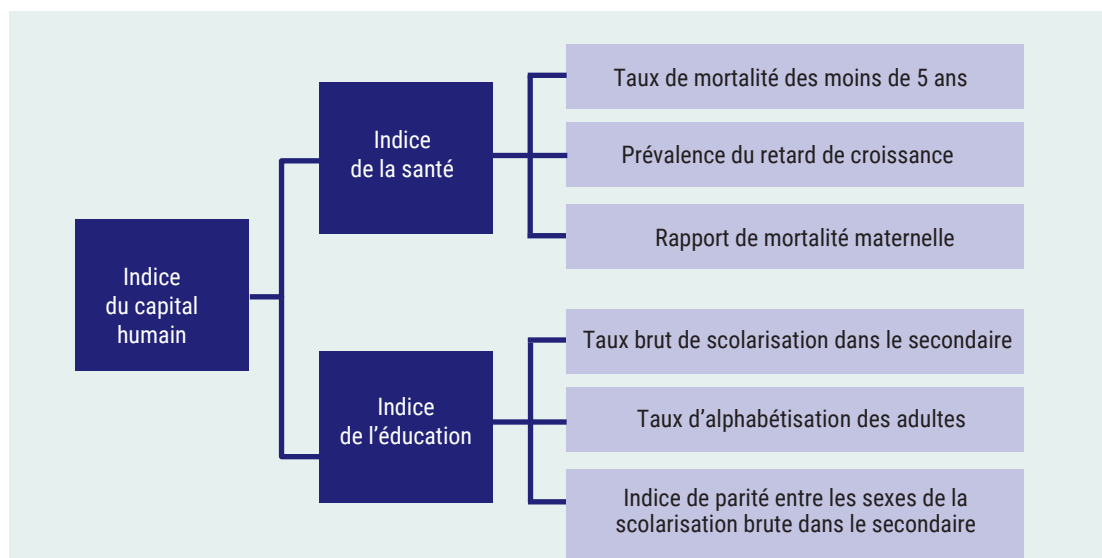 Indice
du capital
humain
Indice
de la santé
Taux de mortalité des moins de 5 ans
Prévalence du retard de croissance
Rapport de mortalité maternelle
Indice
de l'éducation
Taux brut de scolarisation dans le secondaire
Taux d'alphabétisation des adultes
Indice de parité entre les sexes de la
scolarisation brute dans le secondaire